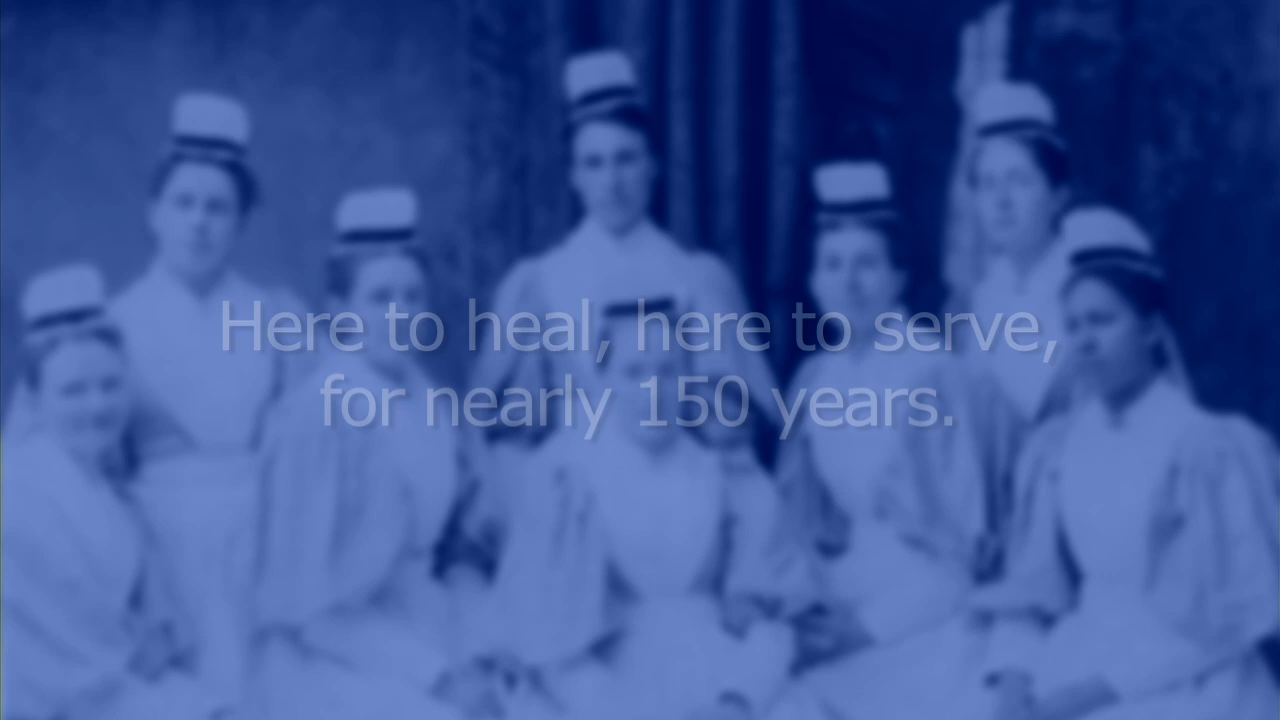 Here to heal, here to serve,
for nearly 150 years.